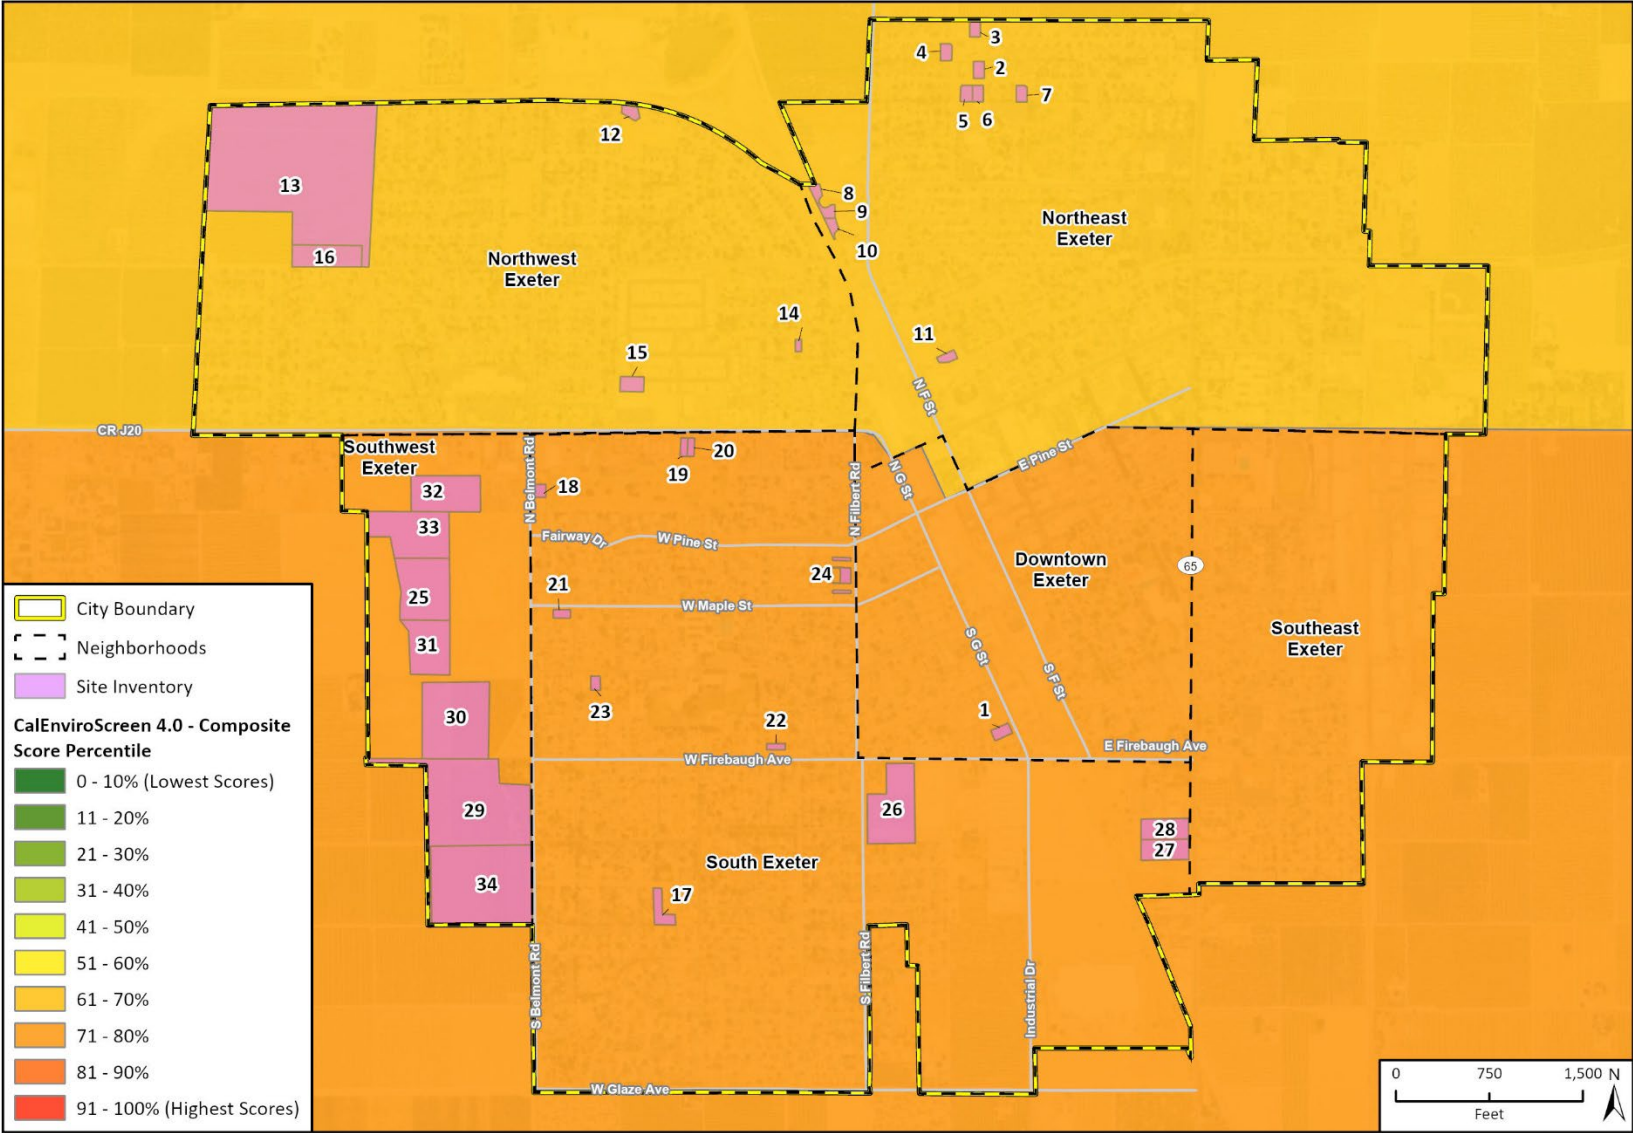 3
4
2
5
6
7
12
13
8
9
10
Northeast
Exeter
16
Northwest
Exeter
14
15
11
N F St
CR J20
Southwest
Exeter
N Belmont Rd
19
20
18
32
33
N Filbert Rd
N G St
E Pine St
Fairway Dr
W Pine St
Downtown
Exeter
65
25
21
24
W Maple St
31
Southeast
Exeter
S G St
S F St
23
30
22
1
W Firebaugh Ave
E Firebaugh Ave
29
26
28
27
South Exeter
34
17
S Belmont Rd
S Filbert Rd
Industrial Dr
W Glaze Ave
City Boundary
Neighborhoods
Site Inventory
CalEnviroScreen 4.0 - Composite
Score Percentile
0 - 10% (Lowest Scores)
11 - 20%
21 - 30%
31 - 40%
41 - 50%
51 - 60%
61 - 70%
71 - 80%
81 - 90%
91 - 100% (Highest Scores)
0 750 1,500 N
Feet